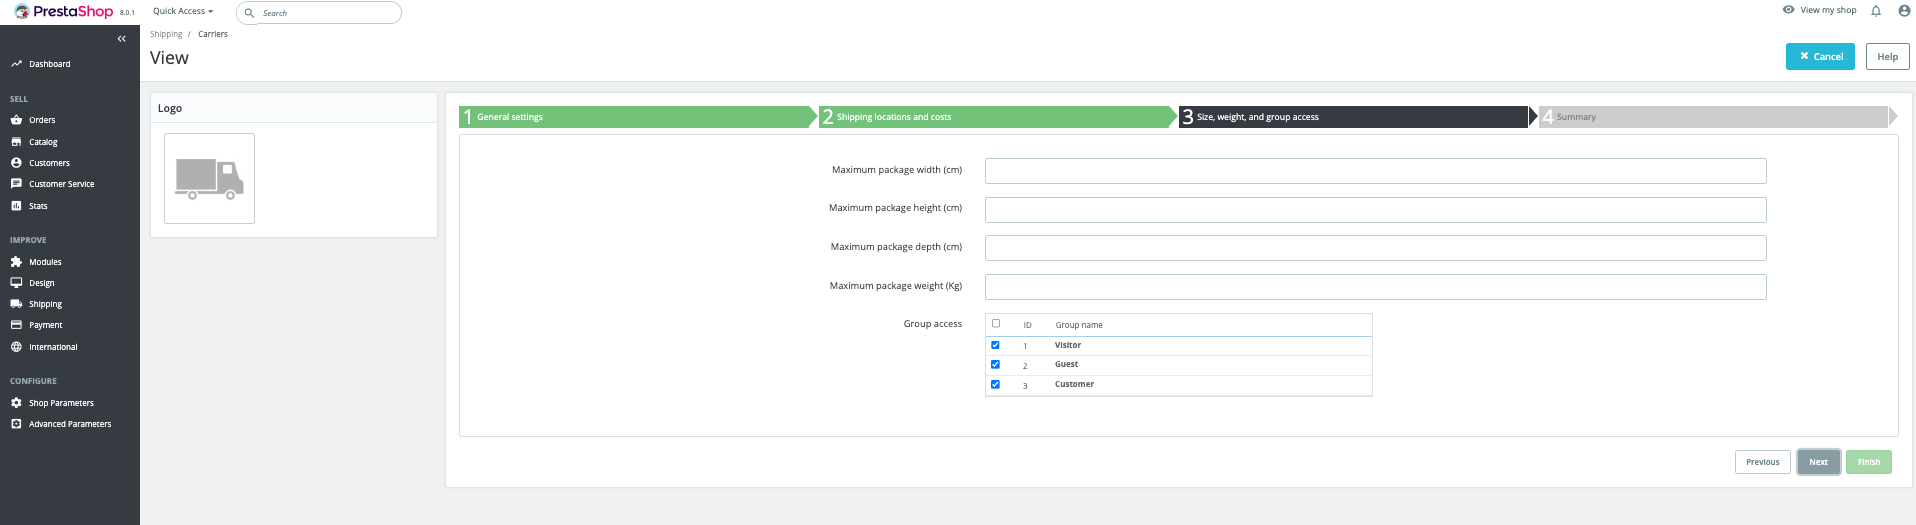 PrestaShop 8.0.1 Quick Access Search View my shop
Shipping / Carriers
View
Cancel Help
Dashboard
SELL
Orders
Catalog
Customers
Customer Service
Stats
IMPROVE
Modules
Design
Shipping
Payment
International
CONFIGURE
Shop Parameters
Advanced Parameters
Logo
1 General settings 2 Shipping locations and costs 3 Size, weight, and group access 4 Summary
Maximum package width (cm)
Maximum package height (cm)
Maximum package depth (cm)
Maximum package weight (Kg)
Group access
ID Group name
1 Visitor
2 Guest
3 Customer
Previous Next Finish